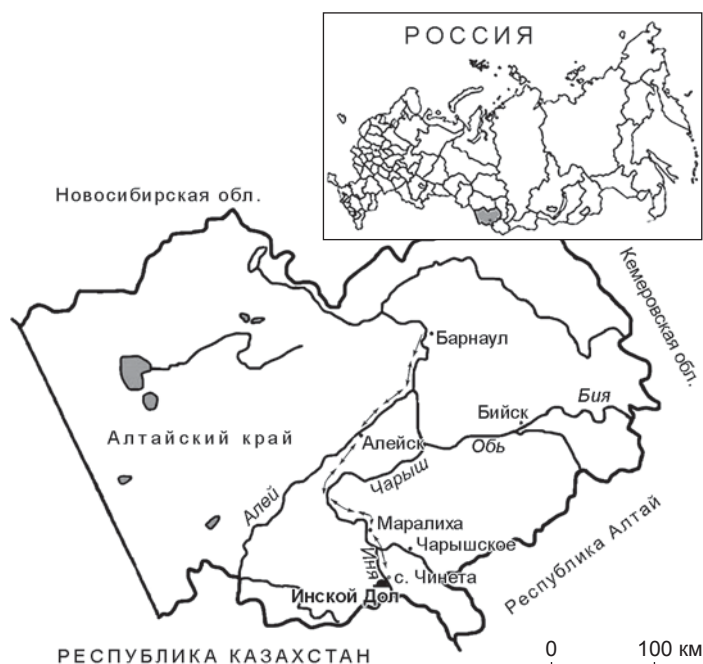 РОССИЯ
Новосибирская обл.
Кемеровская обл.
Барнаул
Бия
Бийск
Алтайский край
Алейск
Обь
Чарыш
Алей
Маралиха
Чарышское
Республика Алтай
Иня
с. Чинета
Инской Дол
РЕСПУБЛИКА КАЗАХСТАН
0 100 км